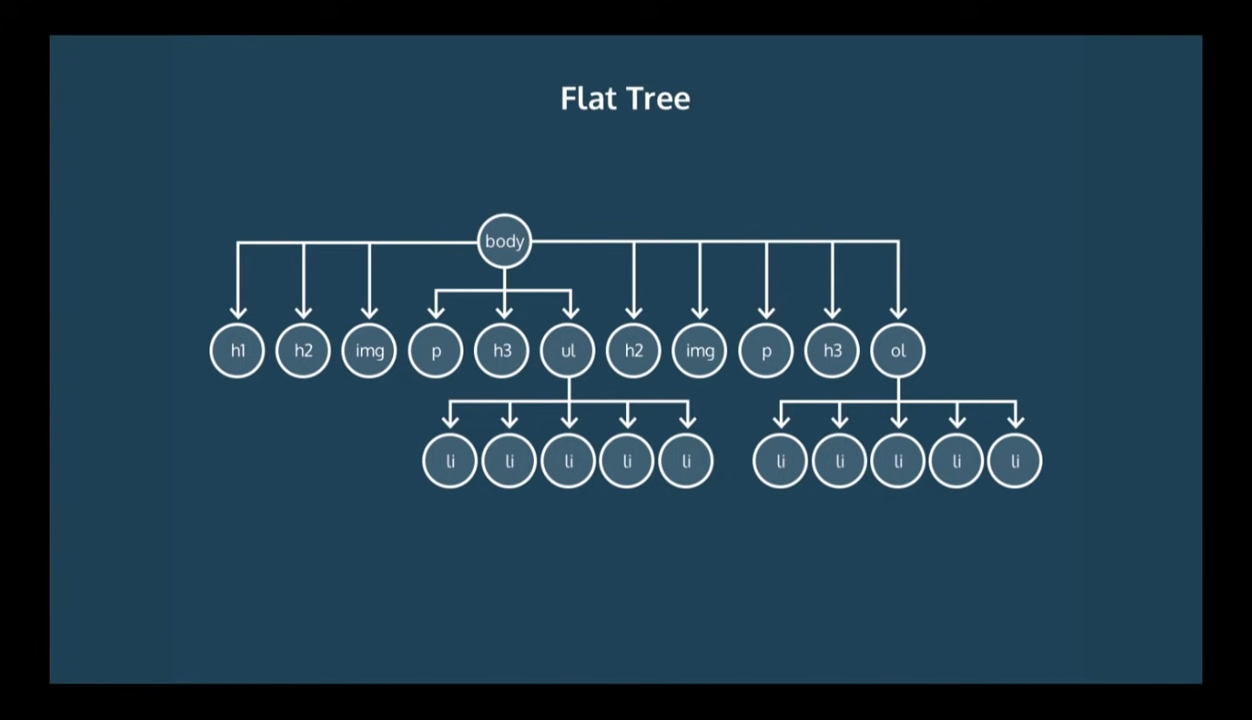 Flat Tree
body
h1 h2 img p h3 ul h2 img p h3 ol
li li li li li li li li li li